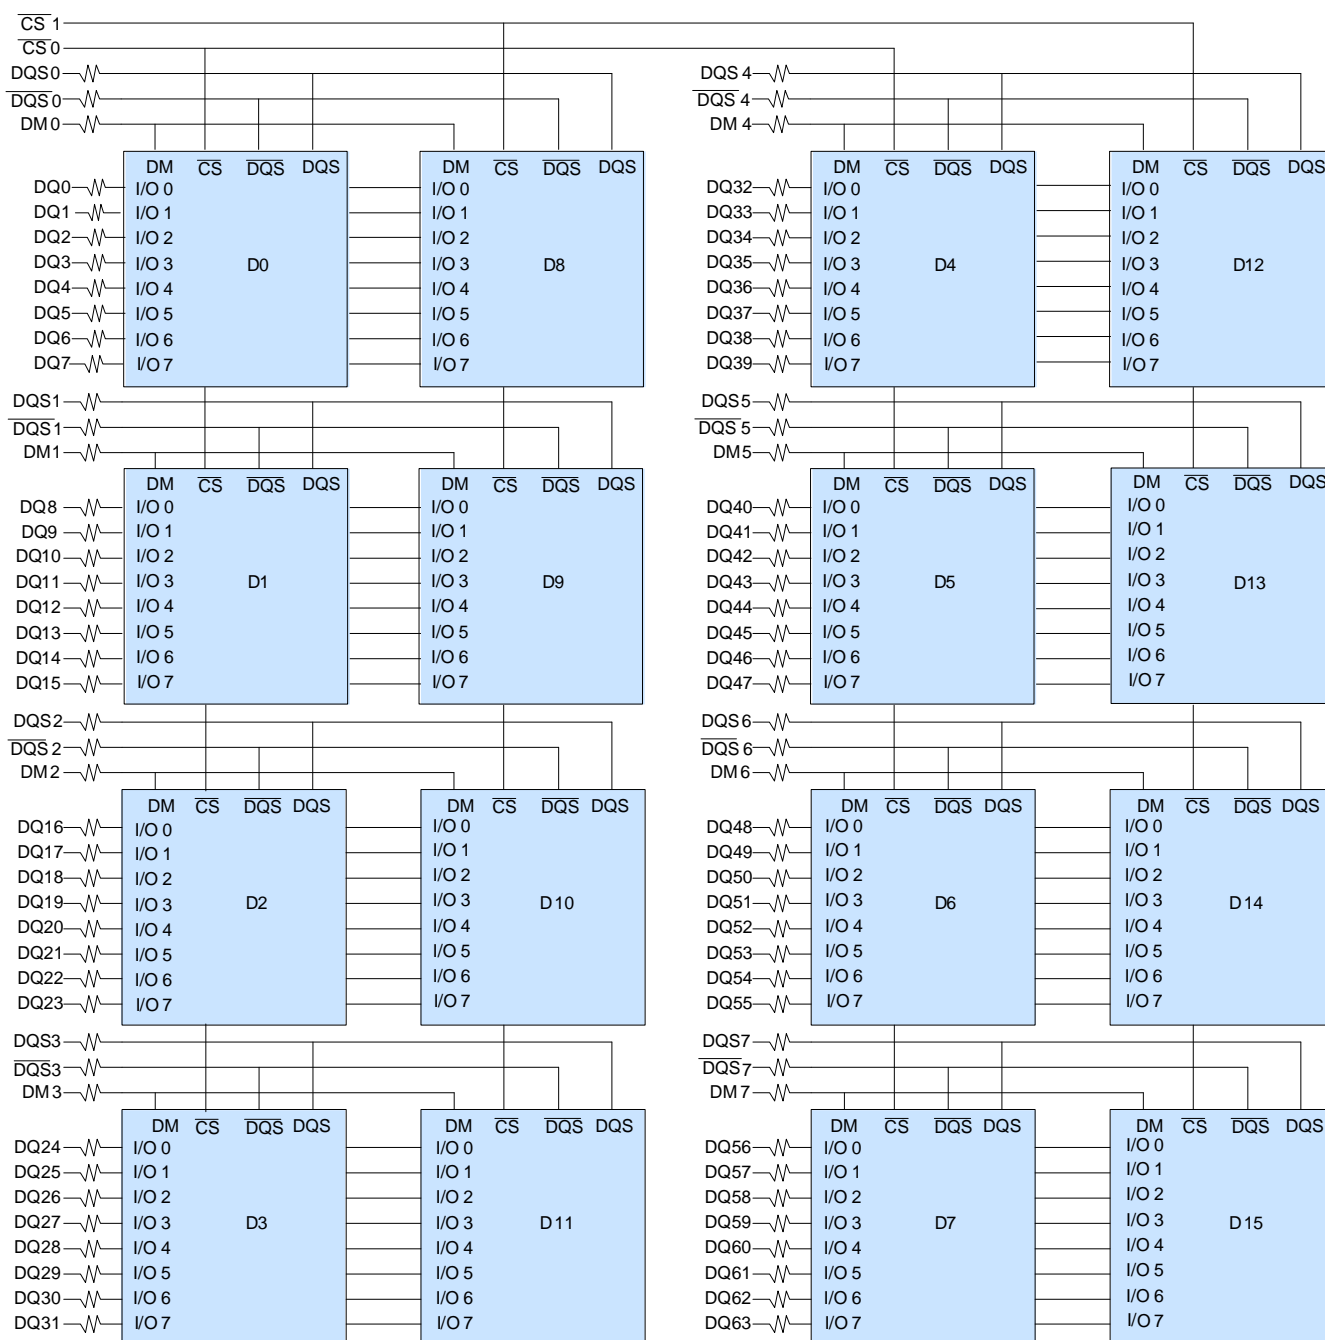 CS 1
CS 0
DQS 0
DQS 0
DM 0
DM CS DQS DQS
DQ0 I/O 0
DQ1 I/O 1
DQ2 I/O 2
DQ3 I/O 3
DQ4 I/O 4
DQ5 I/O 5
DQ6 I/O 6
DQ7 I/O 7
D0
DM CS DQS DQS
I/O 0
I/O 1
I/O 2
I/O 3
I/O 4
I/O 5
I/O 6
I/O 7
D8
DQS 4
DQS 4
DM 4
DM CS DQS DQS
DQ32 I/O 0
DQ33 I/O 1
DQ34 I/O 2
DQ35 I/O 3
DQ36 I/O 4
DQ37 I/O 5
DQ38 I/O 6
DQ39 I/O 7
D4
DM CS DQS DQS
I/O 0
I/O 1
I/O 2
I/O 3
I/O 4
I/O 5
I/O 6
I/O 7
D12
DQS1
DQS1
DM1
DM CS DQS DQS
DQ8 I/O 0
DQ9 I/O 1
DQ10 I/O 2
DQ11 I/O 3
DQ12 I/O 4
DQ13 I/O 5
DQ14 I/O 6
DQ15 I/O 7
D1
DM CS DQS DQS
I/O 0
I/O 1
I/O 2
I/O 3
I/O 4
I/O 5
I/O 6
I/O 7
D9
DQS5
DQS 5
DM5
DM CS DQS DQS
DQ40 I/O 0
DQ41 I/O 1
DQ42 I/O 2
DQ43 I/O 3
DQ44 I/O 4
DQ45 I/O 5
DQ46 I/O 6
DQ47 I/O 7
D5
DM CS DQS DQS
I/O 0
I/O 1
I/O 2
I/O 3
I/O 4
I/O 5
I/O 6
I/O 7
D13
DQS2
DQS 2
DM2
DM CS DQS DQS
DQ16 I/O 0
DQ17 I/O 1
DQ18 I/O 2
DQ19 I/O 3
DQ20 I/O 4
DQ21 I/O 5
DQ22 I/O 6
DQ23 I/O 7
D2
DM CS DQS DQS
I/O 0
I/O 1
I/O 2
I/O 3
I/O 4
I/O 5
I/O 6
I/O 7
D10
DQS6
DQS 6
DM6
DM CS DQS DQS
DQ48 I/O 0
DQ49 I/O 1
DQ50 I/O 2
DQ51 I/O 3
DQ52 I/O 4
DQ53 I/O 5
DQ54 I/O 6
DQ55 I/O 7
D6
DM CS DQS DQS
I/O 0
I/O 1
I/O 2
I/O 3
I/O 4
I/O 5
I/O 6
I/O 7
D14
DQS3
DQS3
DM3
DM CS DQS DQS
DQ24 I/O 0
DQ25 I/O 1
DQ26 I/O 2
DQ27 I/O 3
DQ28 I/O 4
DQ29 I/O 5
DQ30 I/O 6
DQ31 I/O 7
D3
DM CS DQS DQS
I/O 0
I/O 1
I/O 2
I/O 3
I/O 4
I/O 5
I/O 6
I/O 7
D11
DQS7
DQS7
DM7
DM CS DQS DQS
DQ56 I/O 0
DQ57 I/O 1
DQ58 I/O 2
DQ59 I/O 3
DQ60 I/O 4
DQ61 I/O 5
DQ62 I/O 6
DQ63 I/O 7
D7
DM CS DQS DQS
I/O 0
I/O 1
I/O 2
I/O 3
I/O 4
I/O 5
I/O 6
I/O 7
D15